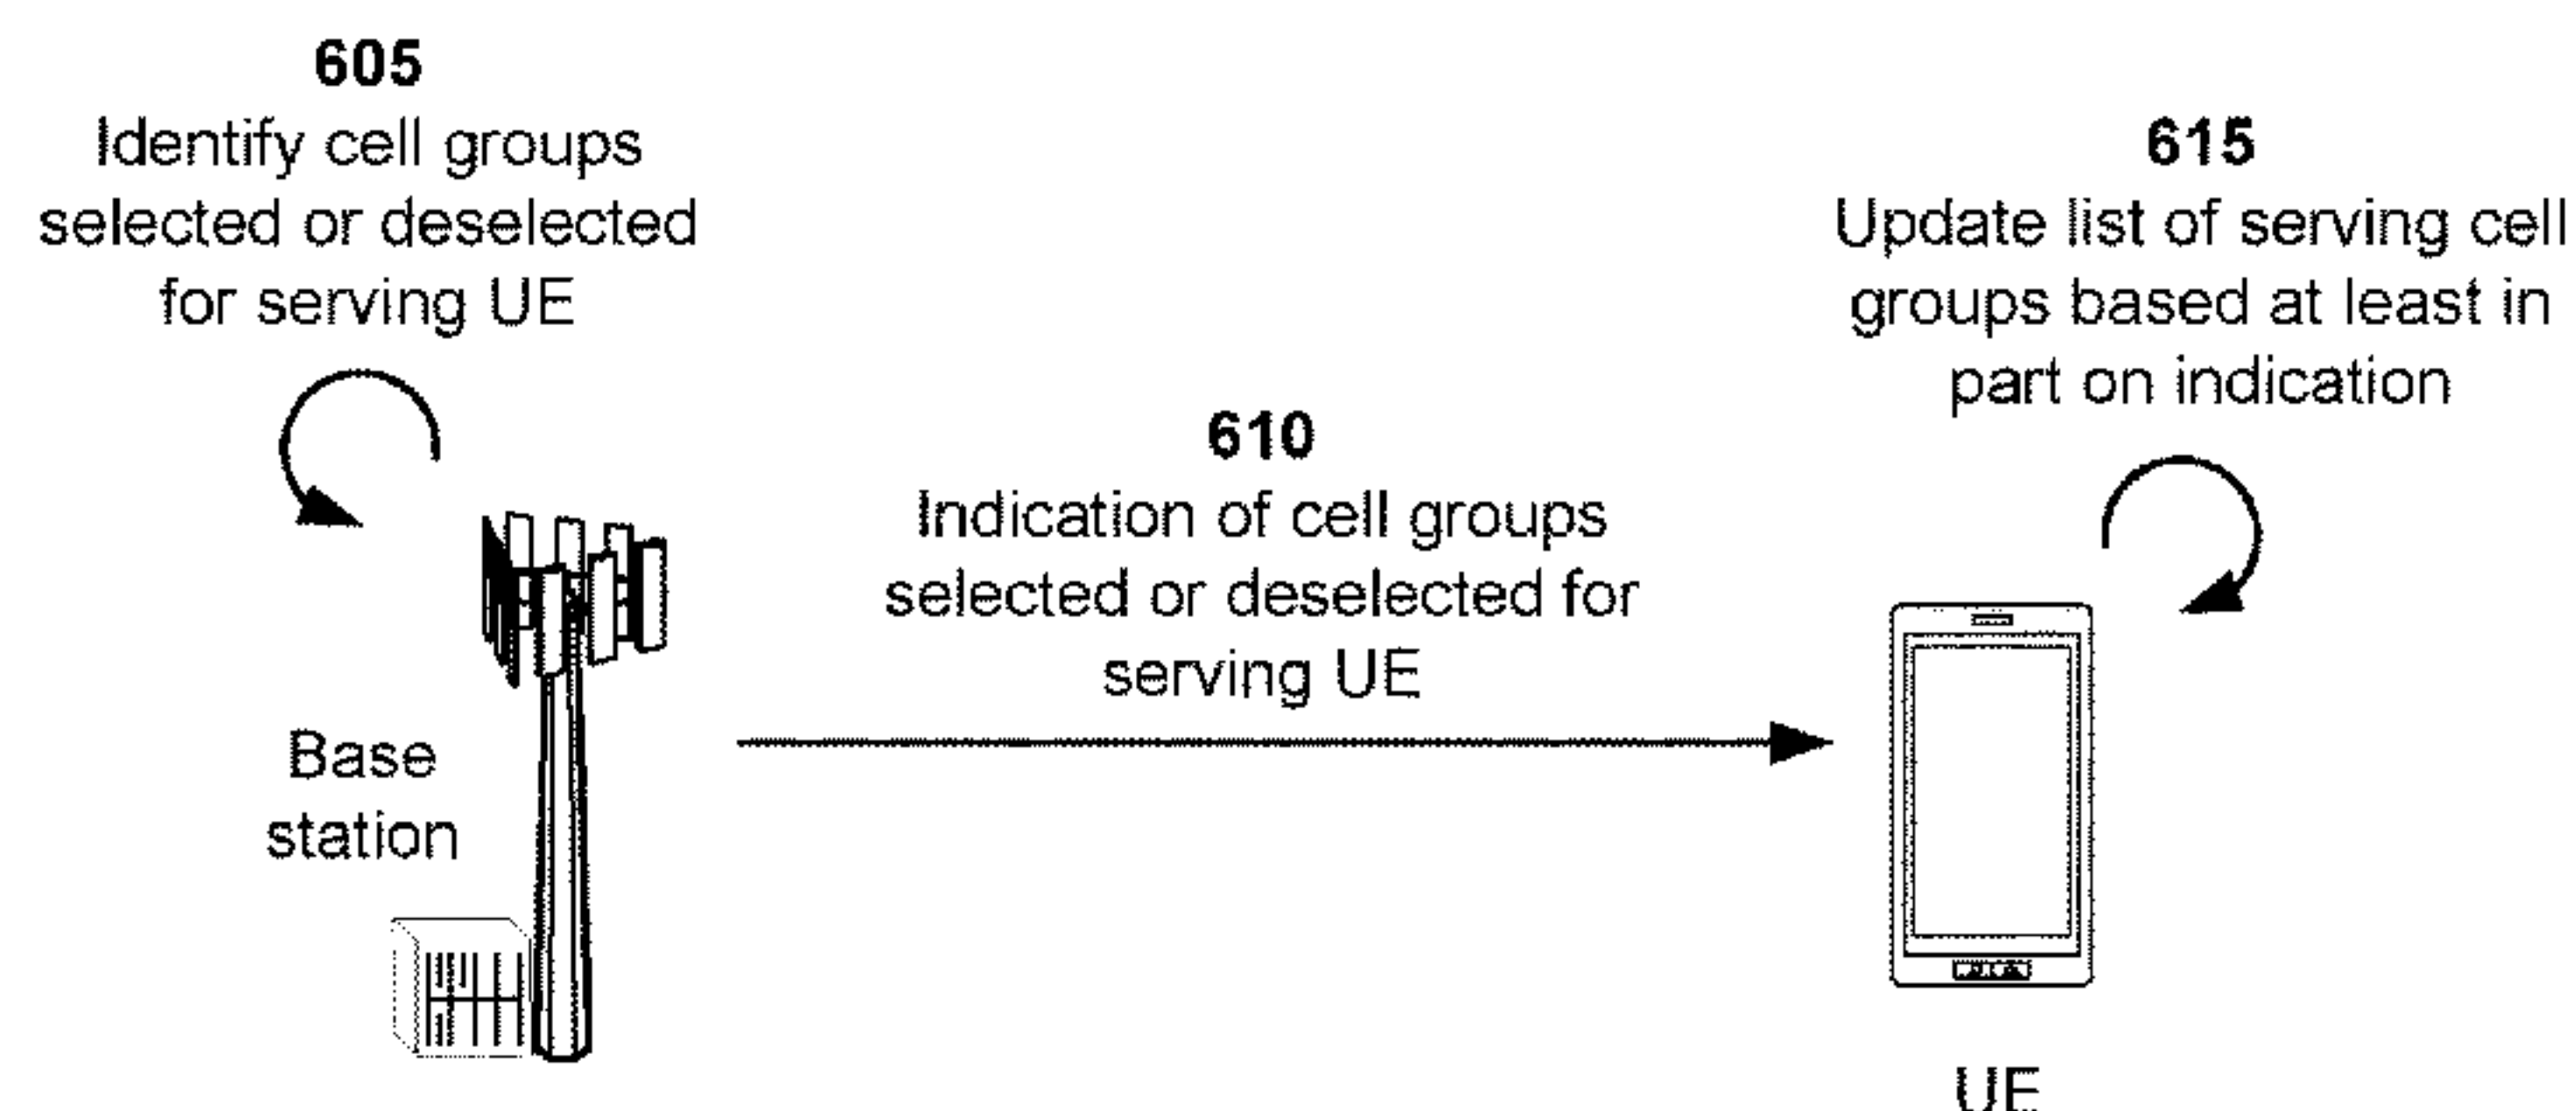 605
Identify cell groups
selected or deselected
for serving UE
615
Update list of serving cell
groups based at least in
part on indication
610
Indication of cell groups
selected or deselected for
serving UE
Base
station
UE